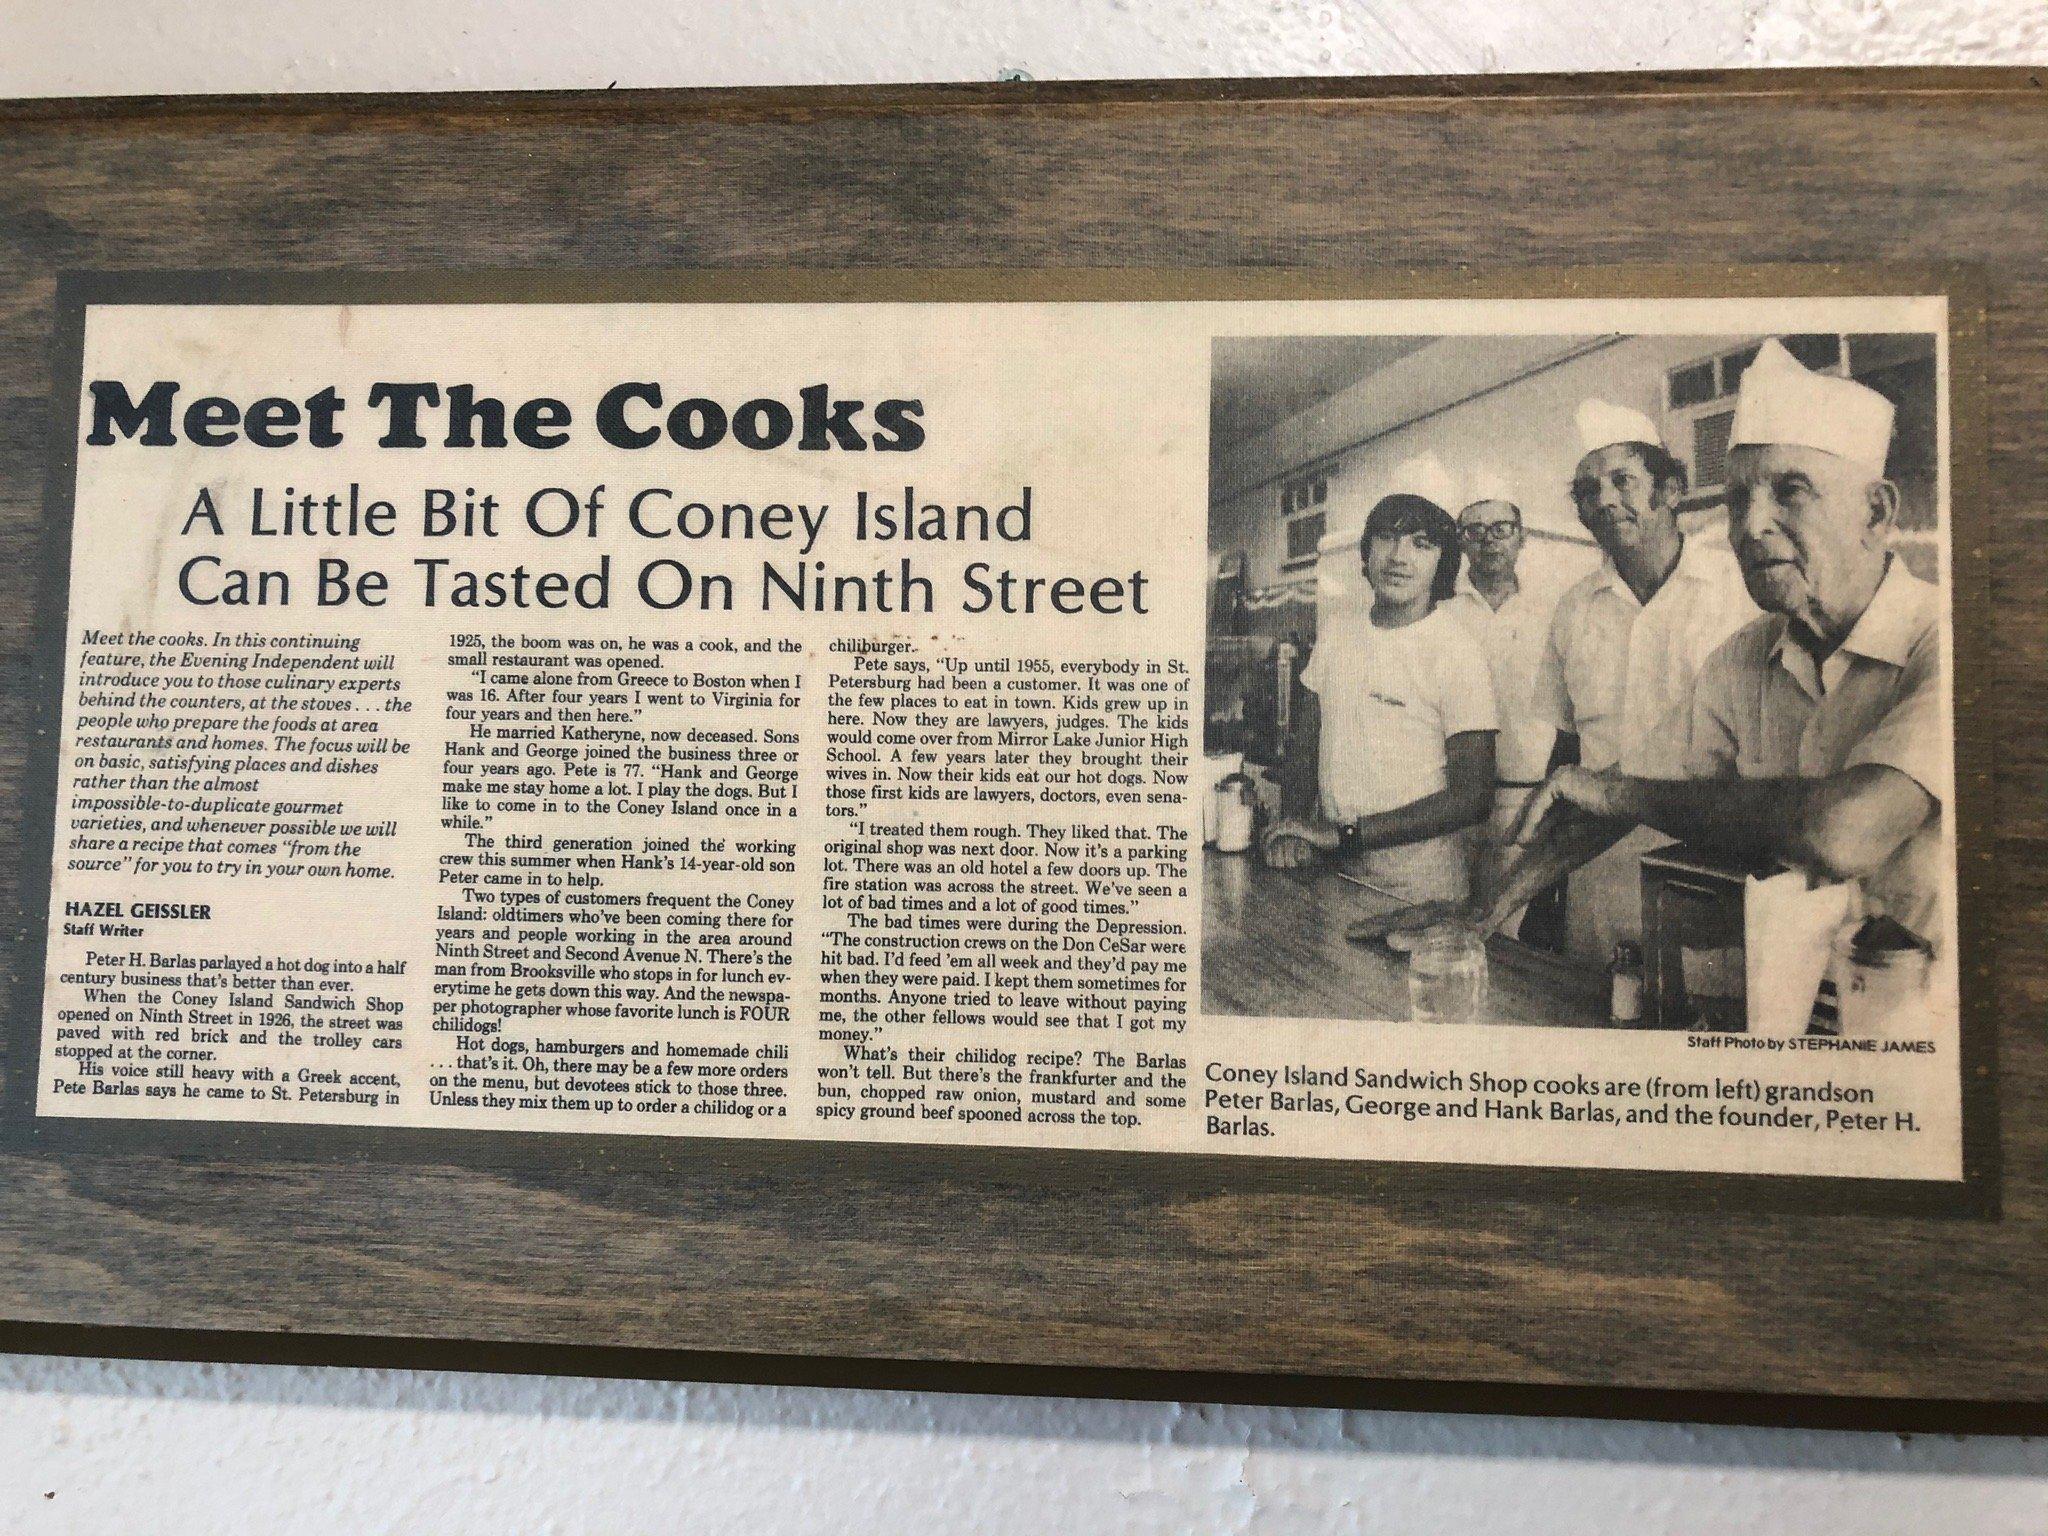 Meet The Cooks
A Little Bit Of Coney Island
Can Be Tasted On Ninth Street
Meet the cooks. In this continuing
feature, the Evening Independent will
introduce you to those culinary experts
behind the counters, at the stoves . . . the
people who prepare the foods at area
restaurants and homes. The focus will be
on basic, satisfying places and dishes
rather than the almost
impossible-to-duplicate gourmet
varieties, and whenever possible we will
share a recipe that comes "from the
source" for you to try in your own home.
HAZEL GEISSLER
Staff Writer
Peter H. Barlas parlayed a hot dog into a half
century business that's better than ever.
When the Coney Island Sandwich Shop
opened on Ninth Street in 1926, the street was
paved with red brick and the trolley cars
stopped at the corner.
His voice still heavy with a Greek accent,
Pete Barlas says he came to St. Petersburg in
1925, the boom was on, he was a cook, and the
small restaurant was opened.
"I came alone from Greece to Boston when I
was 16. After four years I went to Virginia for
four years and then here."
He married Katheryne, now deceased. Sons
Hank and George joined the business three or
four years ago. Pete is 77. "Hank and George
make me stay home a lot. I play the dogs. But I
like to come in to the Coney Island once in a
while."
The third generation joined the working
crew this summer when Hank's 14-year-old son
Peter came in to help.
Two types of customers frequent the Coney
Island: oldtimers who've been coming there for
years and people working in the area around
Ninth Street and Second Avenue N. There's the
man from Brooksville who stops in for lunch ev-
erytime he gets down this way. And the newspa-
per photographer whose favorite lunch is FOUR
chilidogs!
Hot dogs, hamburgers and homemade chili
. . . that's it. Oh, there may be a few more orders
on the menu, but devotees stick to those three.
Unless they mix them up to order a chilidog or a
chiliburger.
Pete says, "Up until 1955, everybody in St.
Petersburg had been a customer. It was one of
the few places to eat in town. Kids grew up in
here. Now they are lawyers, judges. The kids
would come over from Mirror Lake Junior High
School. A few years later they brought their
wives in. Now their kids eat our hot dogs. Now
those first kids are lawyers, doctors, even sena-
tors."
"I treated them rough. They liked that. The
original shop was next door. Now it's a parking
lot. There was an old hotel a few doors up. The
fire station was across the street. We've seen a
lot of bad times and a lot of good times."
The bad times were during the Depression.
"The construction crews on the Don CeSar were
hit bad. I'd feed 'em all week and they'd pay me
when they were paid. I kept them sometimes for
months. Anyone tried to leave without paying
me, the other fellows would see that I got my
money."
What's their chilidog recipe? The Barlas
won't tell. But there's the frankfurter and the
bun, chopped raw onion, mustard and some
spicy ground beef spooned across the top.
Staff Photo by STEPHANIE JAMES
Coney Island Sandwich Shop cooks are (from left) grandson
Peter Barlas, George and Hank Barlas, and the founder, Peter H.
Barlas.